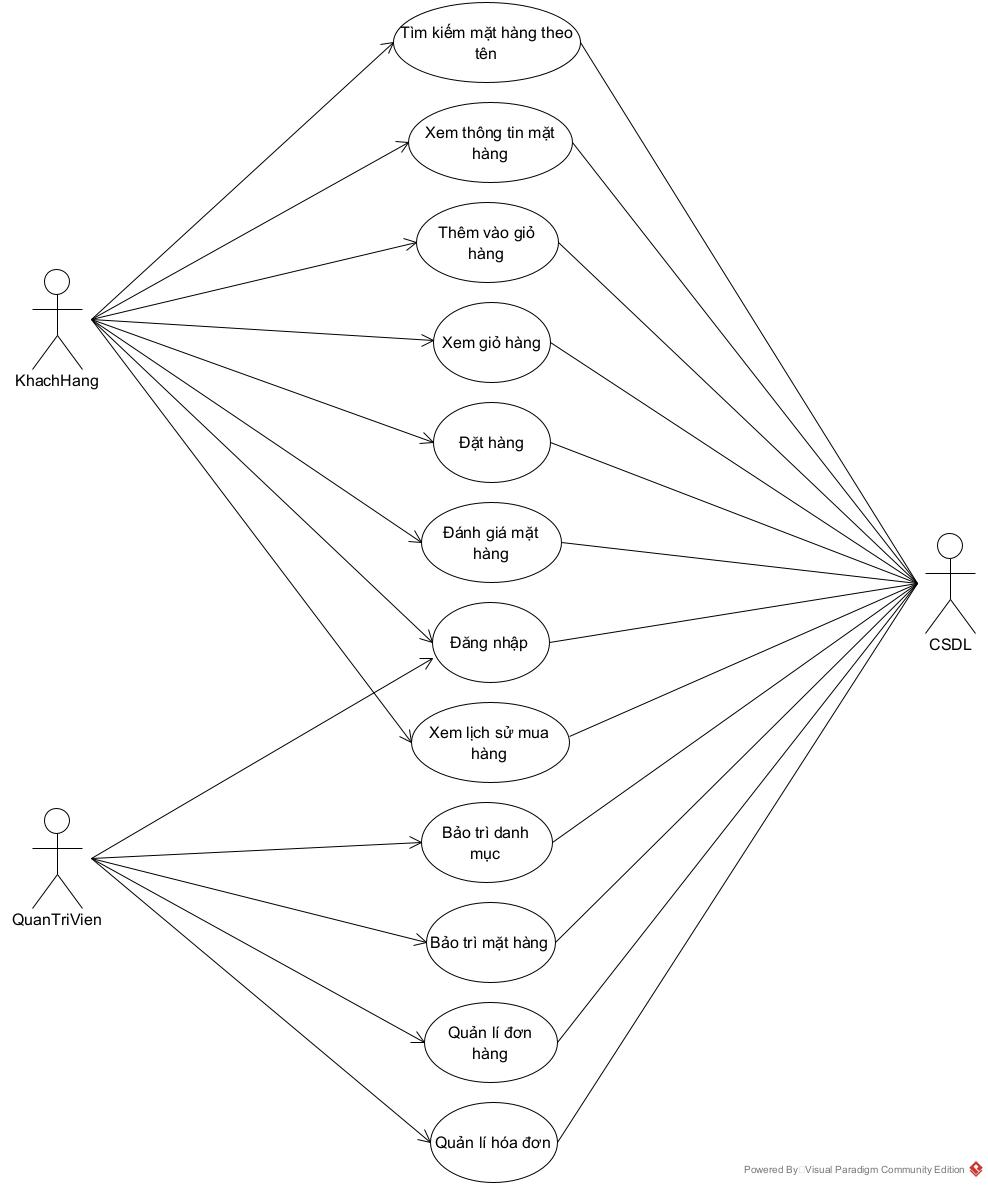 Tìm kiếm mặt hàng theo
tên
Xem thông tin mặt
hàng
Thêm vào giỏ
hàng
Xem giỏ hàng
KhachHang
Đặt hàng
Đánh giá mặt
hàng
Đăng nhập
CSDL
Xem lịch sử mua
hàng
Bảo trì danh
mục
QuanTriVien
Bảo trì mặt hàng
Quản lí đơn
hàng
Quản lí hóa đơn
Powered By Visual Paradigm Community Edition